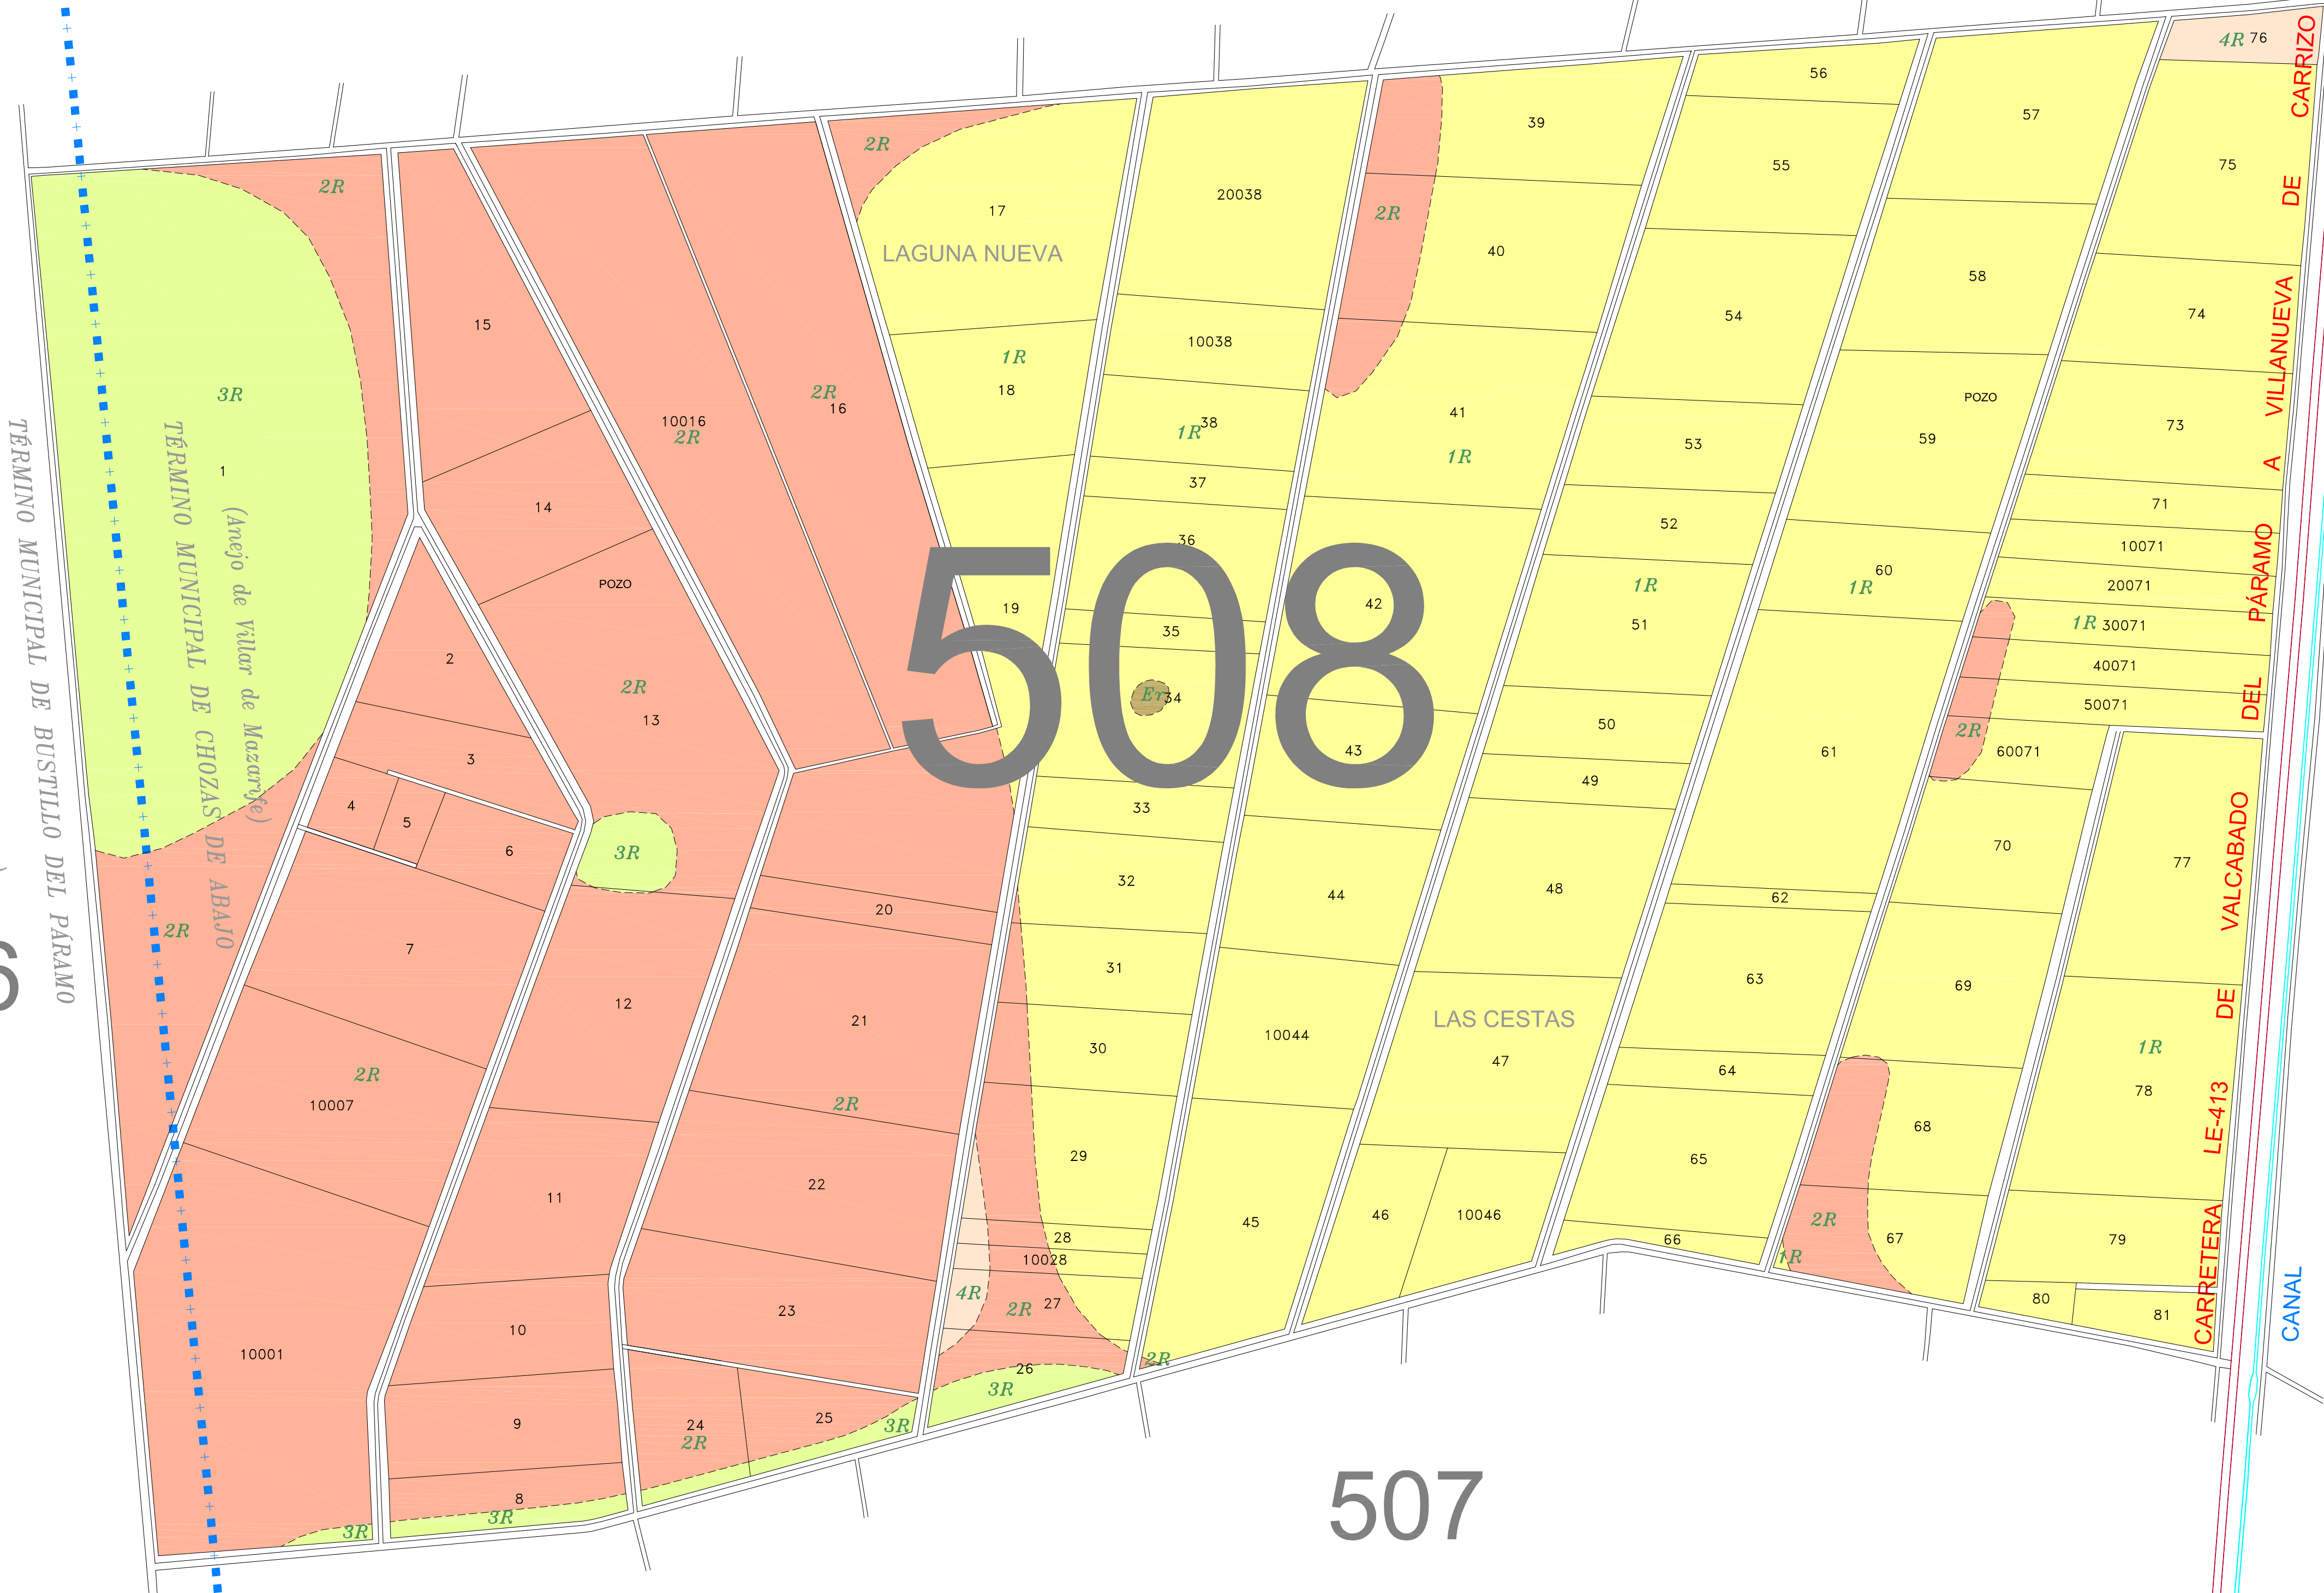 508
507
6
TÉRMINO MUNICIPAL DE BUSTILLO DEL PÁRAMO
TÉRMINO MUNICIPAL DE CHOZAS DE ABAJO
(Anejo de Villar de Mazarife)
LAGUNA NUEVA
LAS CESTAS
CARRETERA LE-413 DE VALCABADO DEL PÁRAMO A VILLANUEVA DE CARRIZO
CANAL
POZO
POZO
4R 76
56
57
39
75
2R
2R
55
20038
17
2R
40
58
74
54
15
10038
1R
18
3R
2R
16
38
1R
41
10016
2R
59
73
53
1R
1
37
71
14
52
36
10071
60
1R
1R
20071
42
19
51
1R 30071
35
2
40071
2R
Er
34
50071
13
50
2R
43
61
60071
3
49
4
33
5
70
6
3R
77
32
48
44
62
20
2R
7
31
63
69
12
21
10044
30
1R
47
64
2R
10007
2R
78
68
29
65
22
11
46
10046
45
2R
28
67
66
79
1R
10028
4R
2R
27
80
23
81
10
10001
2R
26
3R
9
24
25
2R
3R
8
3R
3R